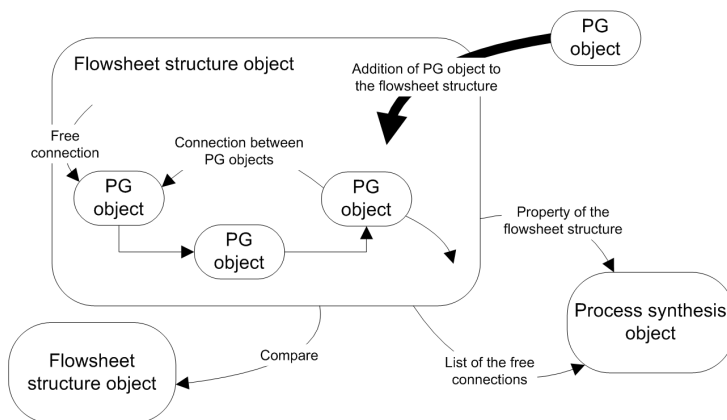 PG
object
Flowsheet structure object
Addition of PG object to
the flowsheet structure
Free
connection
Connection between
PG objects
PG
object
PG
object
PG
object
Property of the
flowsheet structure
Process synthesis
object
Flowsheet
structure object
Compare
List of the free
connections